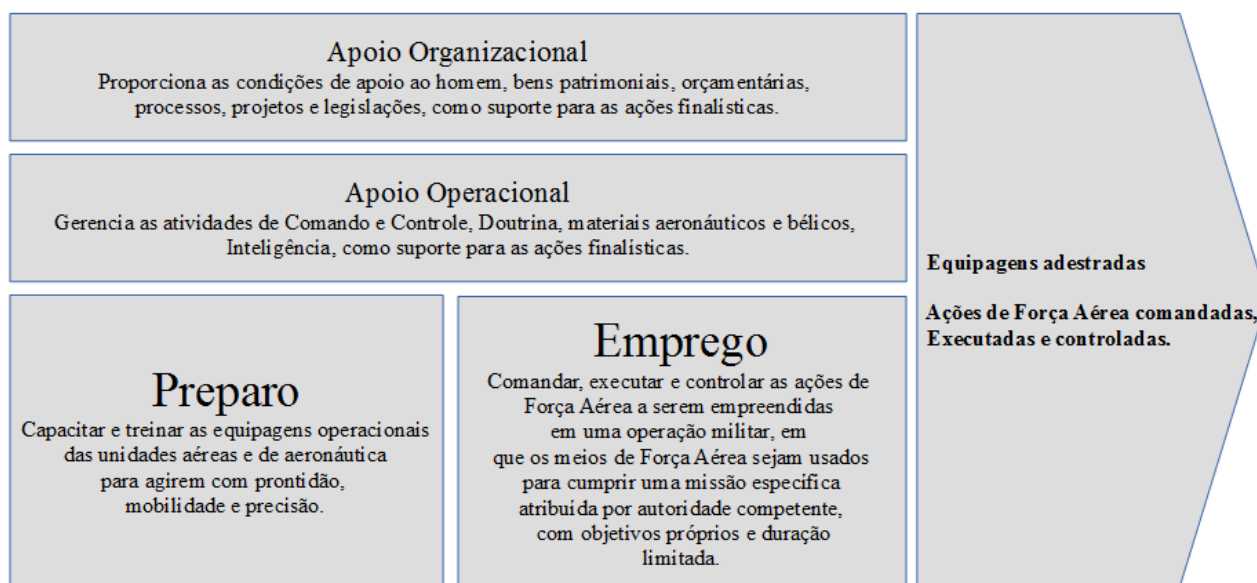 Apoio Organizacional
Proporciona as condições de apoio ao homem, bens patrimoniais, orçamentárias,
processos, projetos e legislações, como suporte para as ações finalísticas.
Apoio Operacional
Gerencia as atividades de Comando e Controle, Doutrina, materiais aeronáuticos e bélicos,
Inteligência, como suporte para as ações finalísticas.
Preparo
Capacitar e treinar as equipagens operacionais
das unidades aéreas e de aeronáutica
para agirem com prontidão,
mobilidade e precisão.
Emprego
Comandar, executar e controlar as ações de
Força Aérea a serem empreendidas
em uma operação militar, em
que os meios de Força Aérea sejam usados
para cumprir uma missão específica
atribuída por autoridade competente,
com objetivos próprios e duração
limitada.
Equipagens adestradas
Ações de Força Aérea comandadas,
Executadas e controladas.